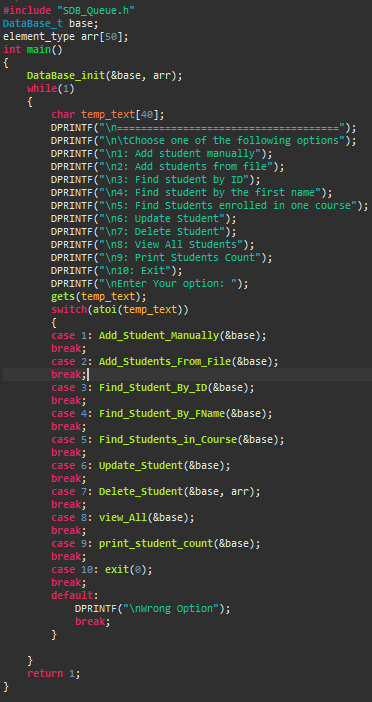 #include "SDB_Queue.h"
DataBase_t base;
element_type arr[50];
int main()
{
    DataBase_init(&base, arr);
    while(1)
    {
        char temp_text[40];
        DPRINTF("\n=====================================");
        DPRINTF("\n\tChoose one of the following options");
        DPRINTF("\n1: Add student manually");
        DPRINTF("\n2: Add students from file");
        DPRINTF("\n3: Find student by ID");
        DPRINTF("\n4: Find student by the first name");
        DPRINTF("\n5: Find Students enrolled in one course");
        DPRINTF("\n6: Update Student");
        DPRINTF("\n7: Delete Student");
        DPRINTF("\n8: View All Students");
        DPRINTF("\n9: Print Students Count");
        DPRINTF("\n10: Exit");
        DPRINTF("\nEnter Your option: ");
        gets(temp_text);
        switch(atoi(temp_text))
        {
        case 1: Add_Student_Manually(&base);
        break;
        case 2: Add_Students_From_File(&base);
        break;
        case 3: Find_Student_By_ID(&base);
        break;
        case 4: Find_Student_By_FName(&base);
        break;
        case 5: Find_Students_in_Course(&base);
        break;
        case 6: Update_Student(&base);
        break;
        case 7: Delete_Student(&base, arr);
        break;
        case 8: view_All(&base);
        break;
        case 9: print_student_count(&base);
        break;
        case 10: exit(0);
        break;
        default:
            DPRINTF("\nWrong Option");
            break;
        }

    }
    return 1;
}